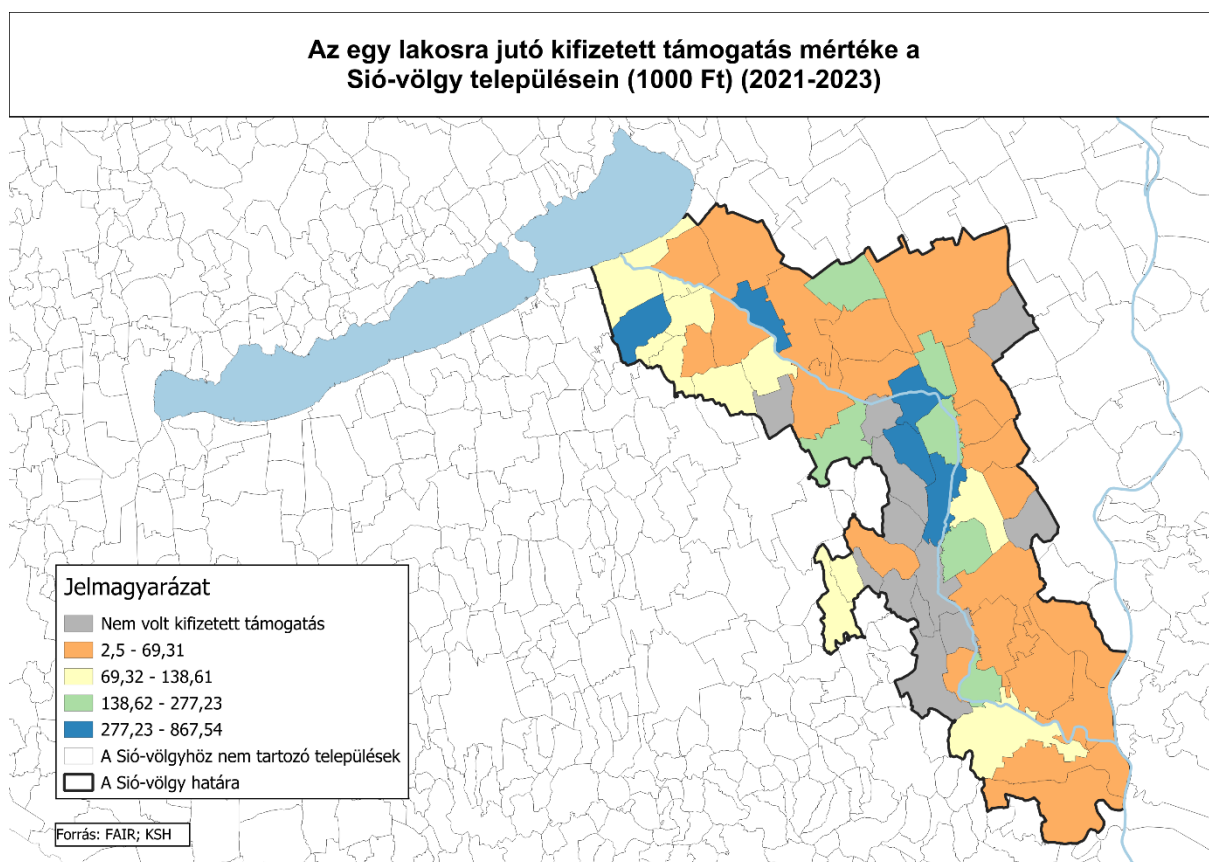 Az egy lakosra jutó kifizetett támogatás mértéke a
Sió-völgy településein (1000 Ft) (2021-2023)
Jelmagyarázat
Nem volt kifizetett támogatás
2,5 - 69,31
69,32 - 138,61
138,62 - 277,23
277,23 - 867,54
A Sió-völgyhöz nem tartozó települések
A Sió-völgy határa
Forrás: FAIR; KSH